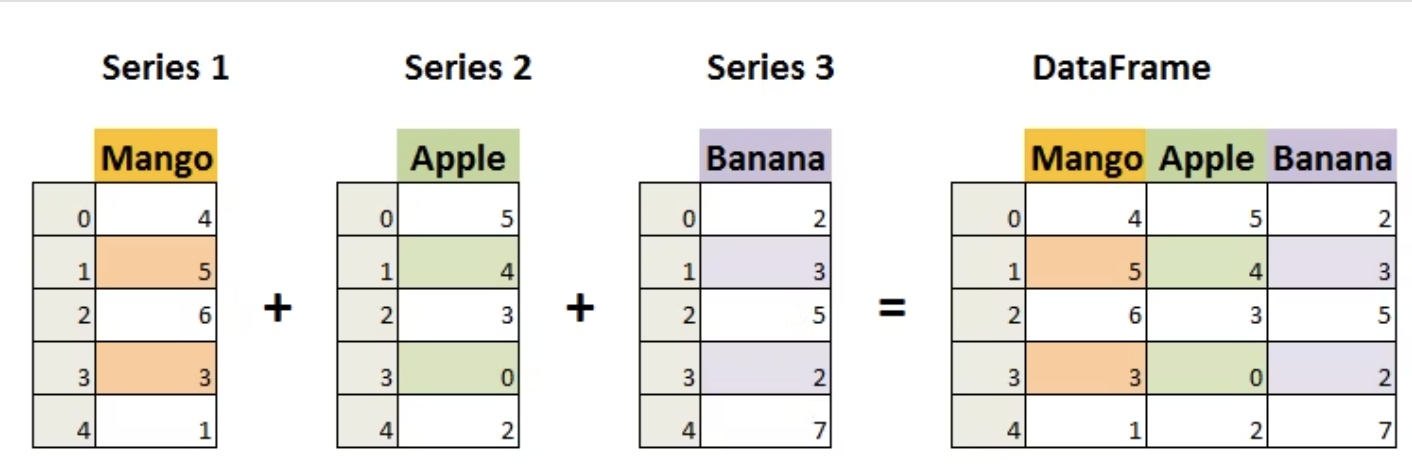 Series 1 Series 2 Series 3 DataFrame
Mango Apple Banana Mango Apple Banana
0 4 0 5 0 2 0 4 5 2
1 5 1 4 1 3 1 5 4 3
2 6 + 2 3 + 2 5 = 2 6 3 5
3 3 3 0 3 2 3 3 0 2
4 1 4 2 4 7 4 1 2 7